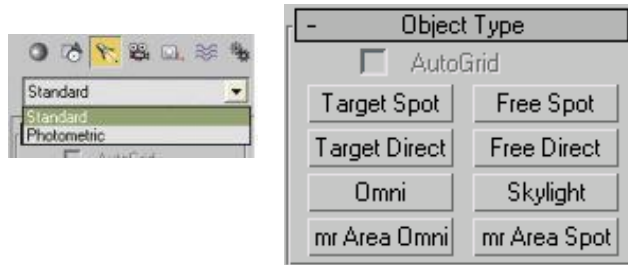 Standard
Standard
Photometric
- Object Type
AutoGrid
Target Spot Free Spot
Target Direct Free Direct
Omni Skylight
mr Area Omni mr Area Spot